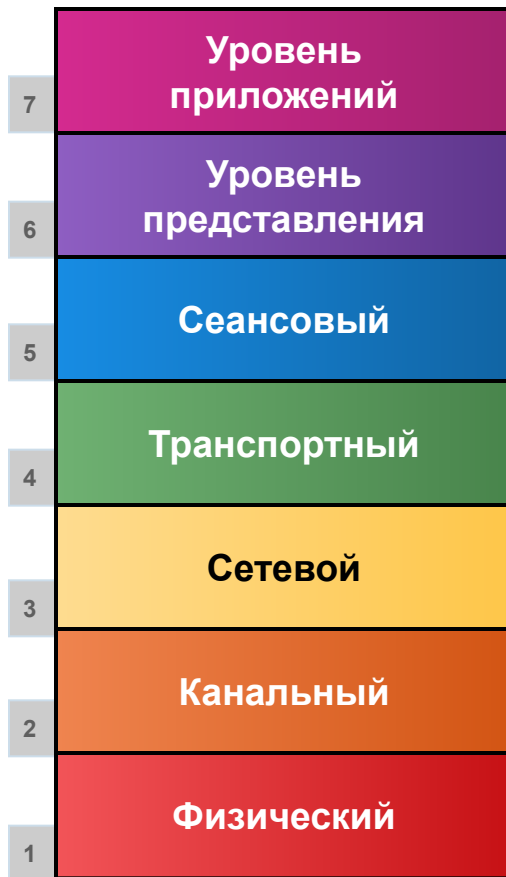 Уровень
приложений
7
Уровень
представления
6
Сеансовый
5
Транспортный
4
Сетевой
3
Канальный
2
Физический
1